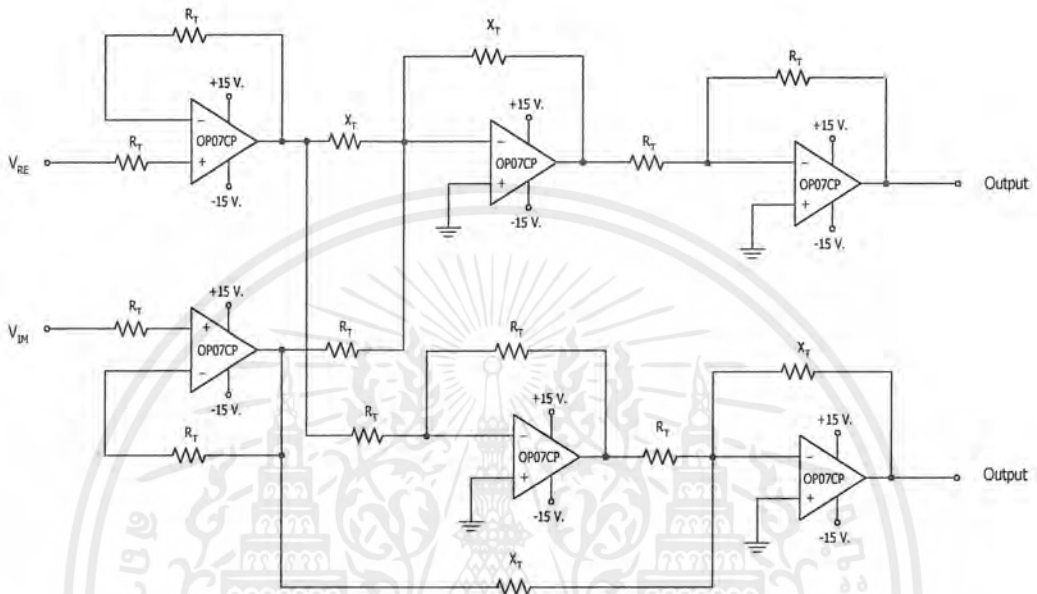 R_T
X_T
R_T
+15 V.
+15 V.
+15 V.
X_T
OP07CP
OP07CP
R_T
OP07CP
V_RE
R_T
Output
-15 V.
-15 V.
-15 V.
+15 V.
V_IM
R_T
R_T
R_T
X_T
OP07CP
-15 V.
+15 V.
+15 V.
R_T
R_T
OP07CP
R_T
OP07CP
Output
-15 V.
-15 V.
X_T